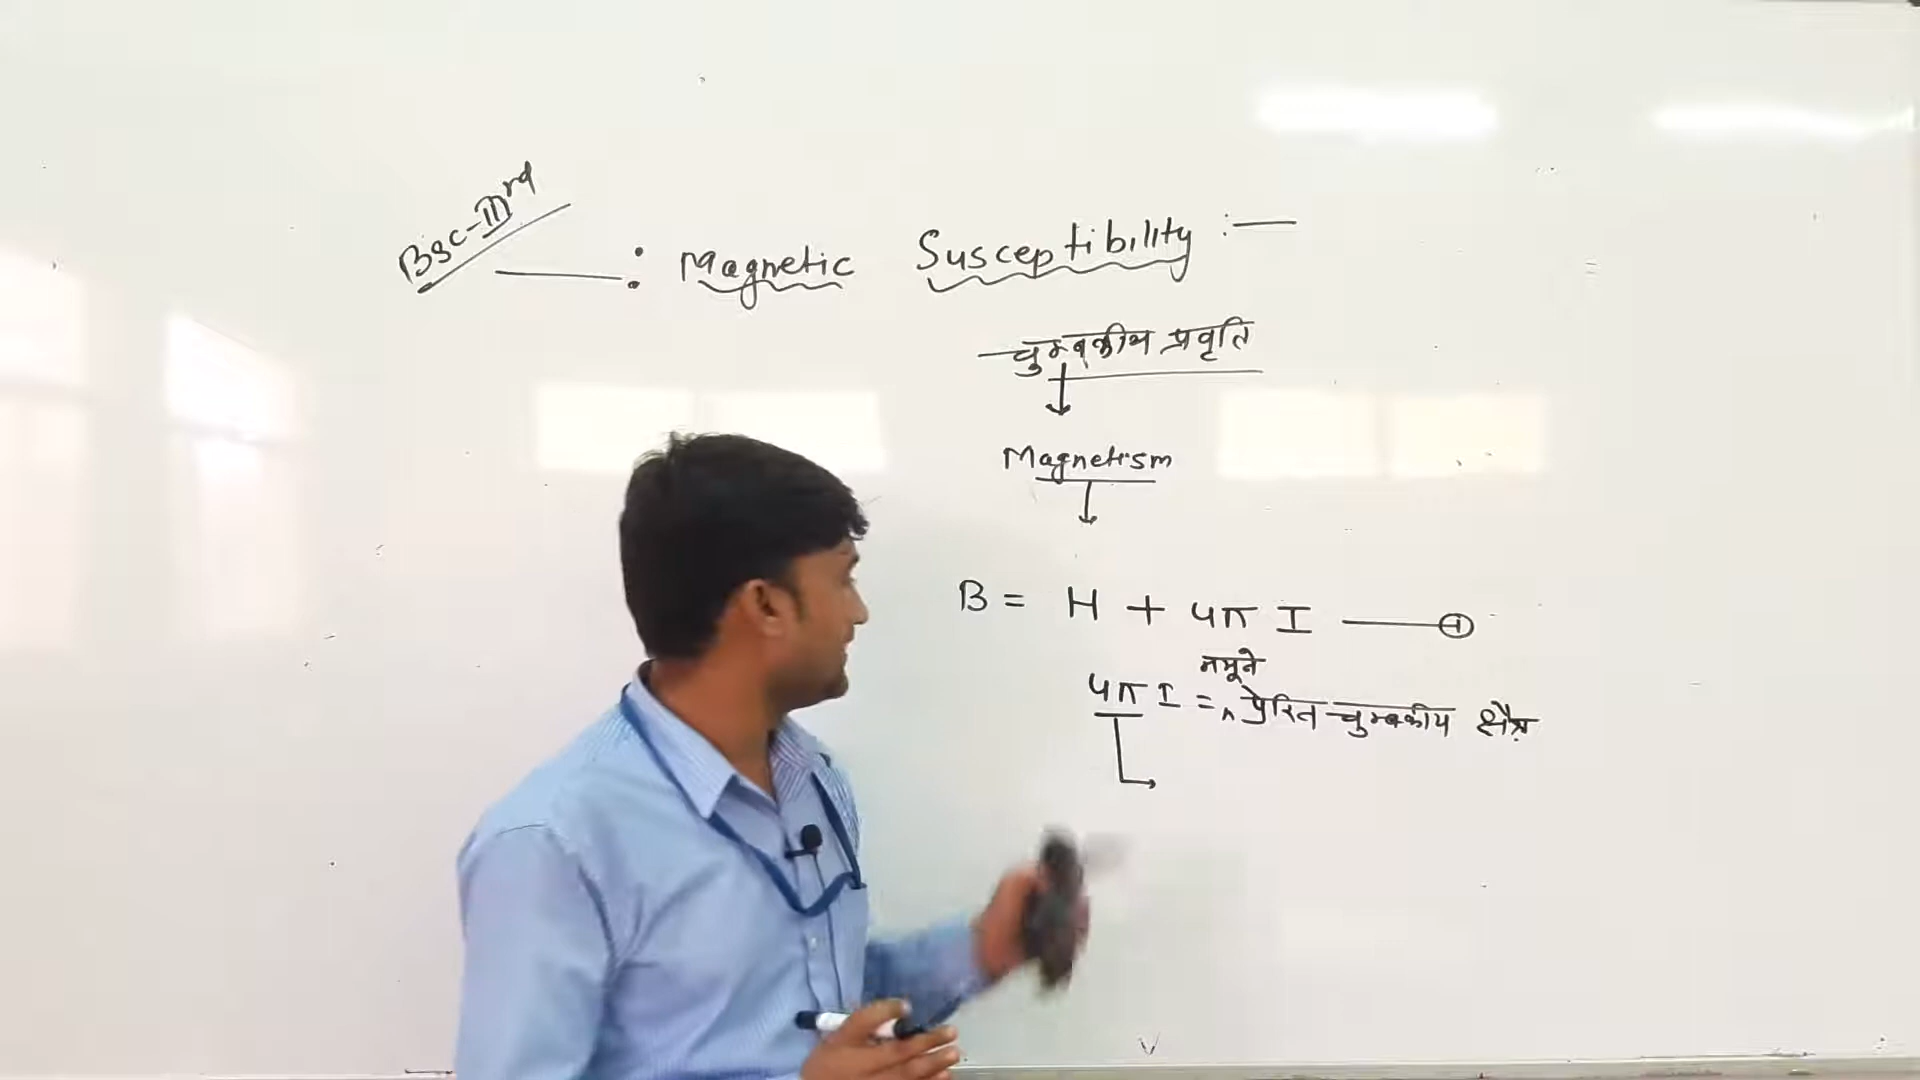 BSC-IIIrd
: Magnetic Susceptibility :-
चुम्बकीय प्रवृति
Magnetism
B = H + 4π I — ①
नमूने
4π I = ^ प्रेरित चुम्बकीय क्षैत्र